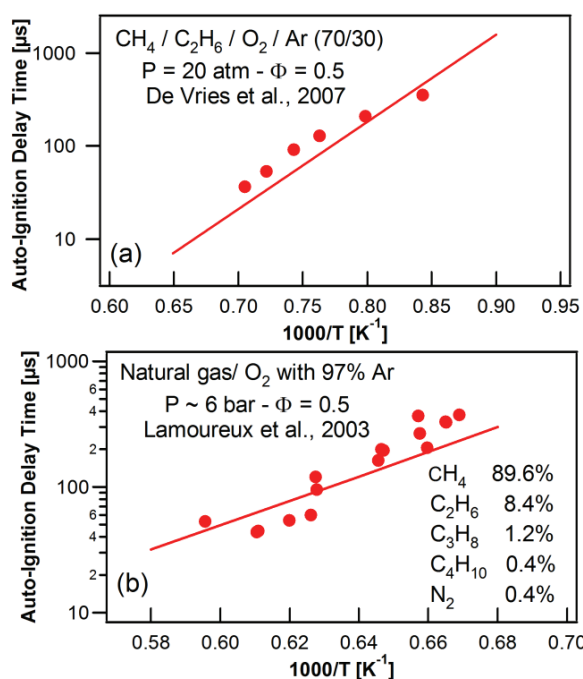 Auto-Ignition Delay Time [µs]
1000
100
10
CH₄ / C₂H₆ / O₂ / Ar (70/30)
P = 20 atm - Φ = 0.5
De Vries et al., 2007
(a)
0.60 0.65 0.70 0.75 0.80 0.85 0.90 0.95
1000/T [K⁻¹]
Auto-Ignition Delay Time [µs]
1000
6
4
2
100
6
4
2
10
Natural gas/ O₂ with 97% Ar
P ~ 6 bar - Φ = 0.5
Lamoureux et al., 2003
CH₄ 89.6%
C₂H₆ 8.4%
C₃H₈ 1.2%
C₄H₁₀ 0.4%
N₂ 0.4%
(b)
0.58 0.60 0.62 0.64 0.66 0.68 0.70
1000/T [K⁻¹]